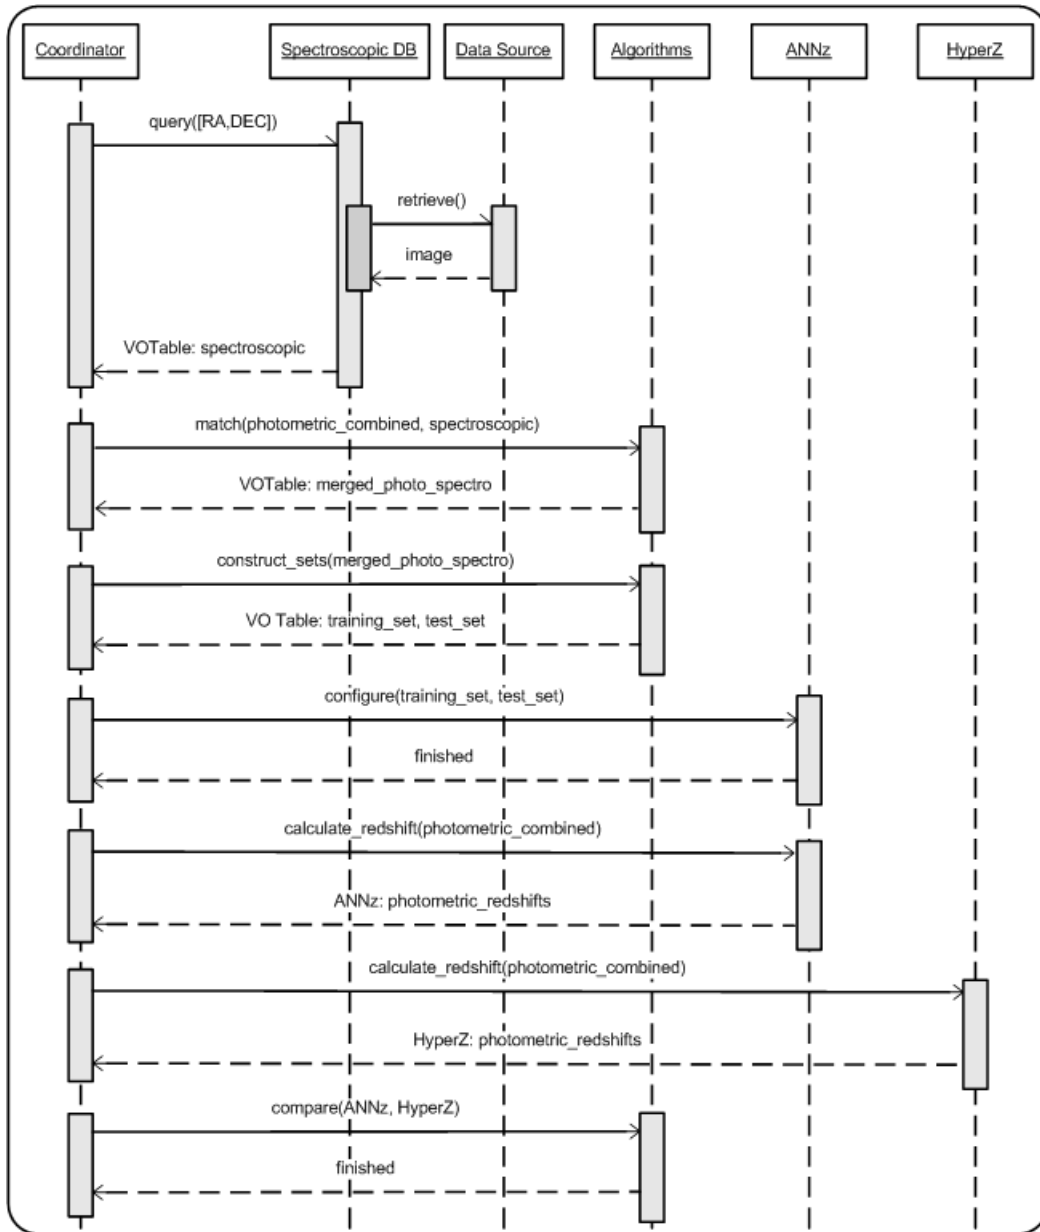 Coordinator
Spectroscopic DB
Data Source
Algorithms
ANNz
HyperZ
query([RA,DEC])
retrieve()
image
VOTable: spectroscopic
match(photometric_combined, spectroscopic)
VOTable: merged_photo_spectro
construct_sets(merged_photo_spectro)
VO Table: training_set, test_set
configure(training_set, test_set)
finished
calculate_redshift(photometric_combined)
ANNz: photometric_redshifts
calculate_redshift(photometric_combined)
HyperZ: photometric_redshifts
compare(ANNz, HyperZ)
finished